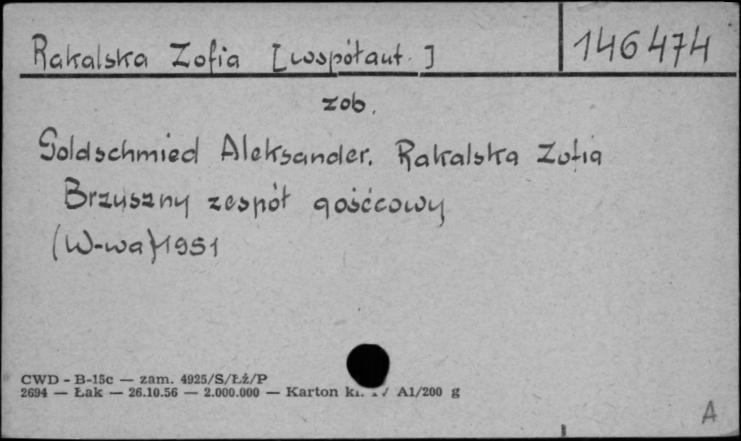 Rakalska Zofia [współaut.] 146474
zob.
Goldschmied Aleksander. Rakalska Zofia
Brzuszny zespół gośćcowy
(W-wa) 1951
CWD - B-15c — zam. 4925/S/Łż/P
2694 — Łak — 26.10.56 — 2.000.000 — Karton kl. A1/200 g
A